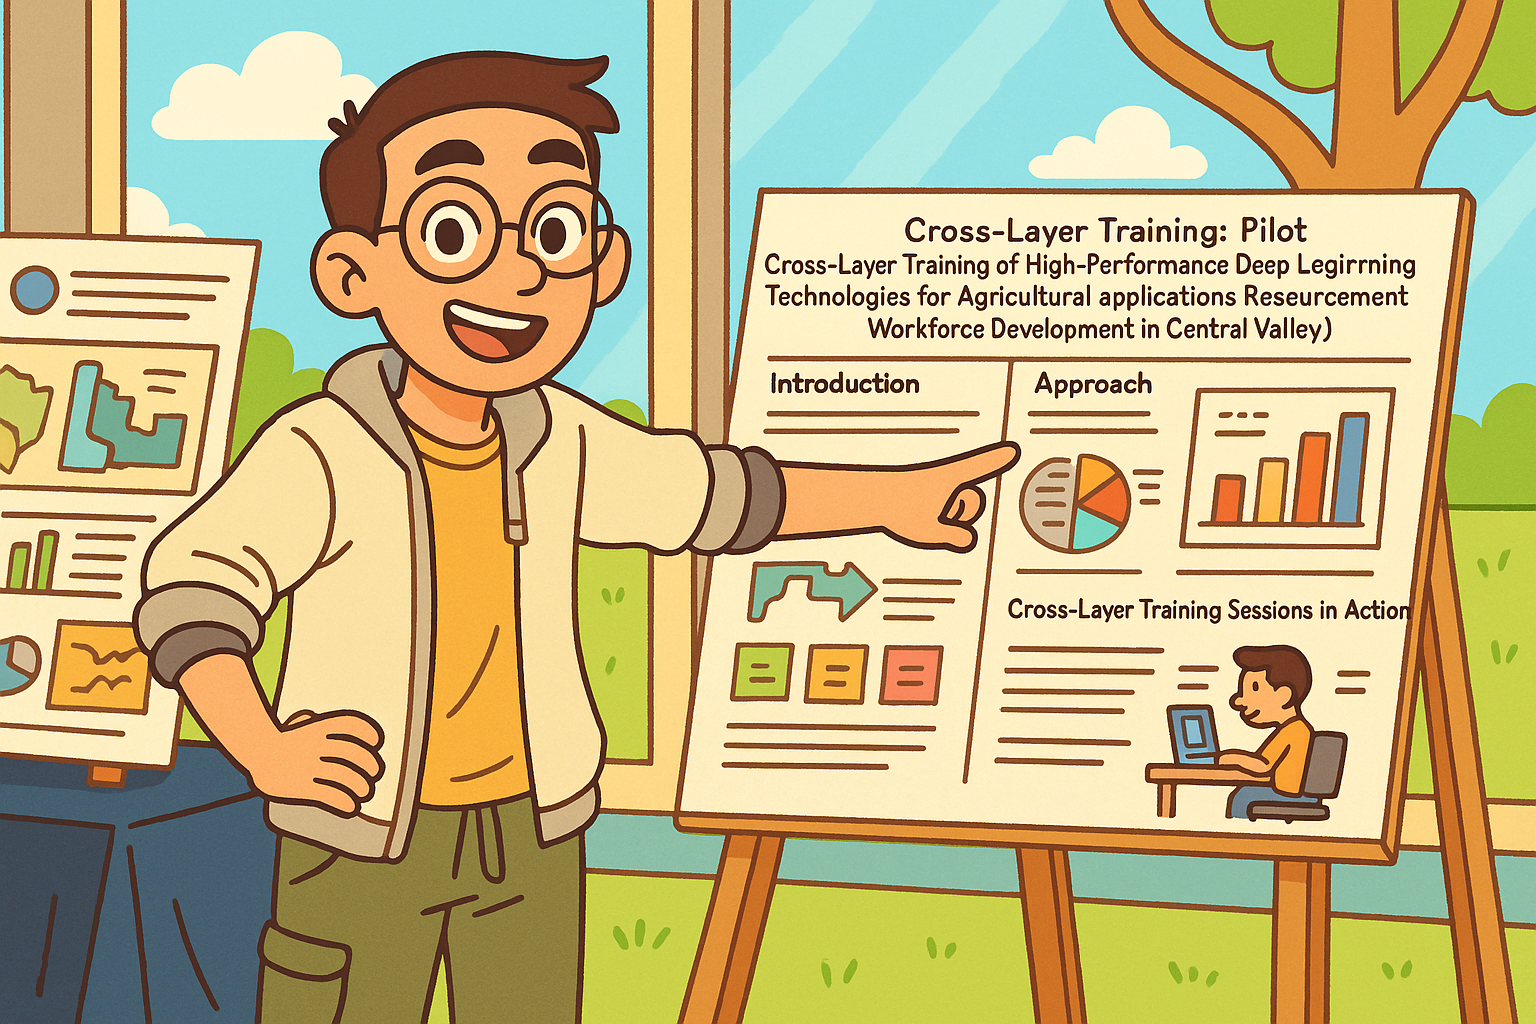 Cross-Layer Training: Pilot
Cross-Layer Training of High-Performance Deep Legirrning
Technologies for Agricultural applications Reseurcement
Workforce Development in Central Valley)
Introduction
Approach
Cross-Layer Training Sessions in Action